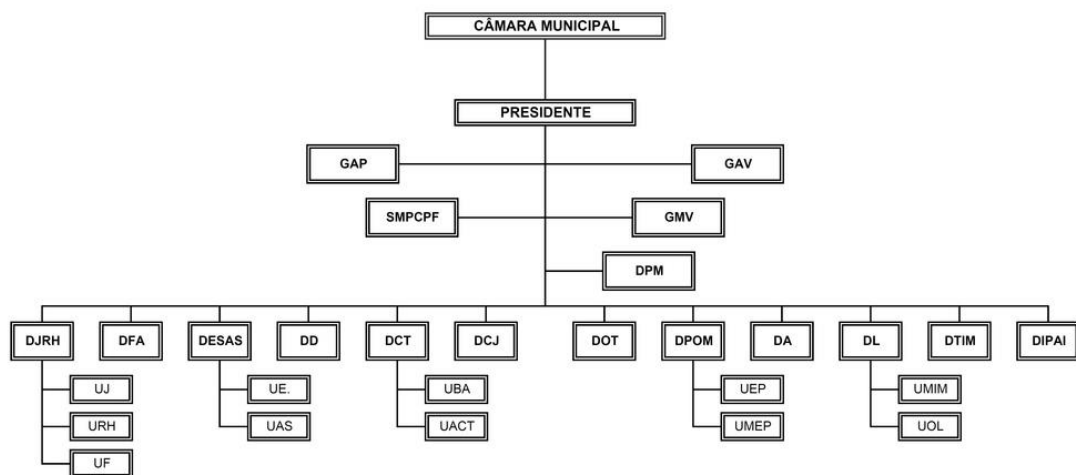 CÂMARA MUNICIPAL
PRESIDENTE
GAP GAV
SMPCPF GMV
DPM
DJRH DFA DESAS DD DCT DCJ DOT DPOM DA DL DTIM DIPAI
UJ UE. UBA UEP UMIM
URH UAS UACT UMEP UOL
UF